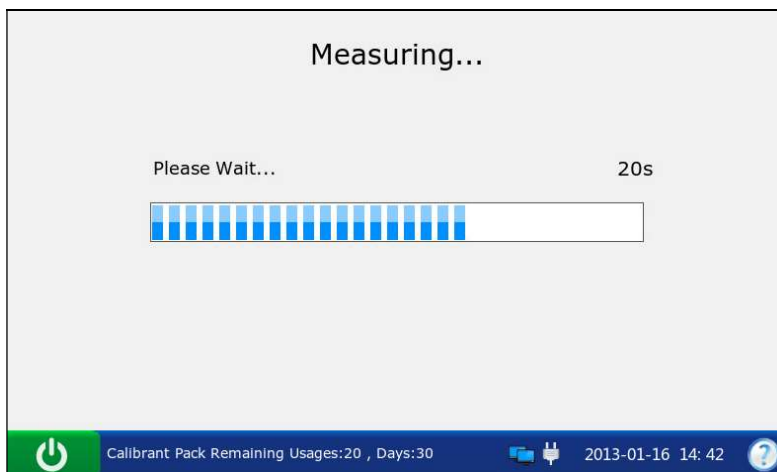 Measuring...
Please Wait... 20s
Calibrant Pack Remaining Usages:20 , Days:30 2013-01-16 14: 42 ?